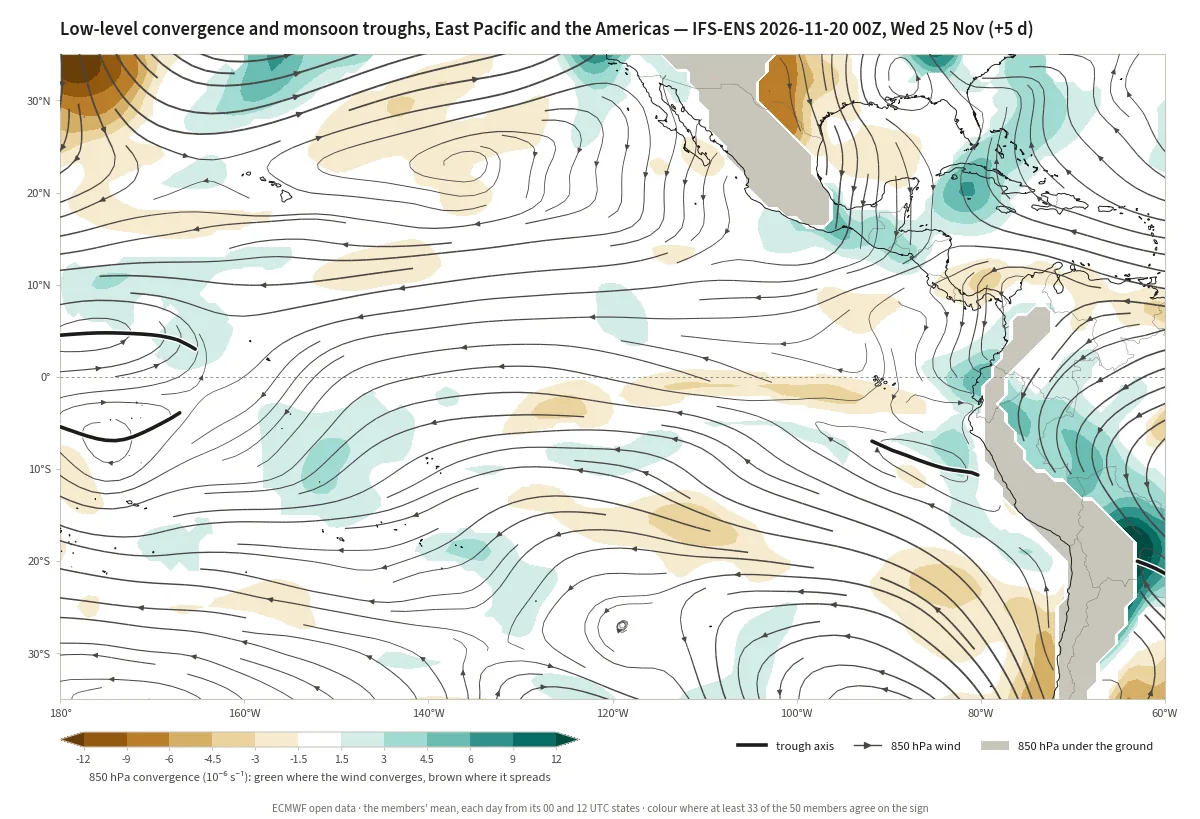 Low-level convergence and monsoon troughs, East Pacific and the Americas — IFS-ENS 2026-11-20 00Z, Wed 25 Nov (+5 d)
30°N
20°N
10°N
0°
10°S
20°S
30°S
180° 160°W 140°W 120°W 100°W 80°W 60°W
-12 -9 -6 -4.5 -3 -1.5 1.5 3 4.5 6 9 12
850 hPa convergence (10⁻⁶ s⁻¹): green where the wind converges, brown where it spreads
trough axis 850 hPa wind 850 hPa under the ground
ECMWF open data · the members' mean, each day from its 00 and 12 UTC states · colour where at least 33 of the 50 members agree on the sign